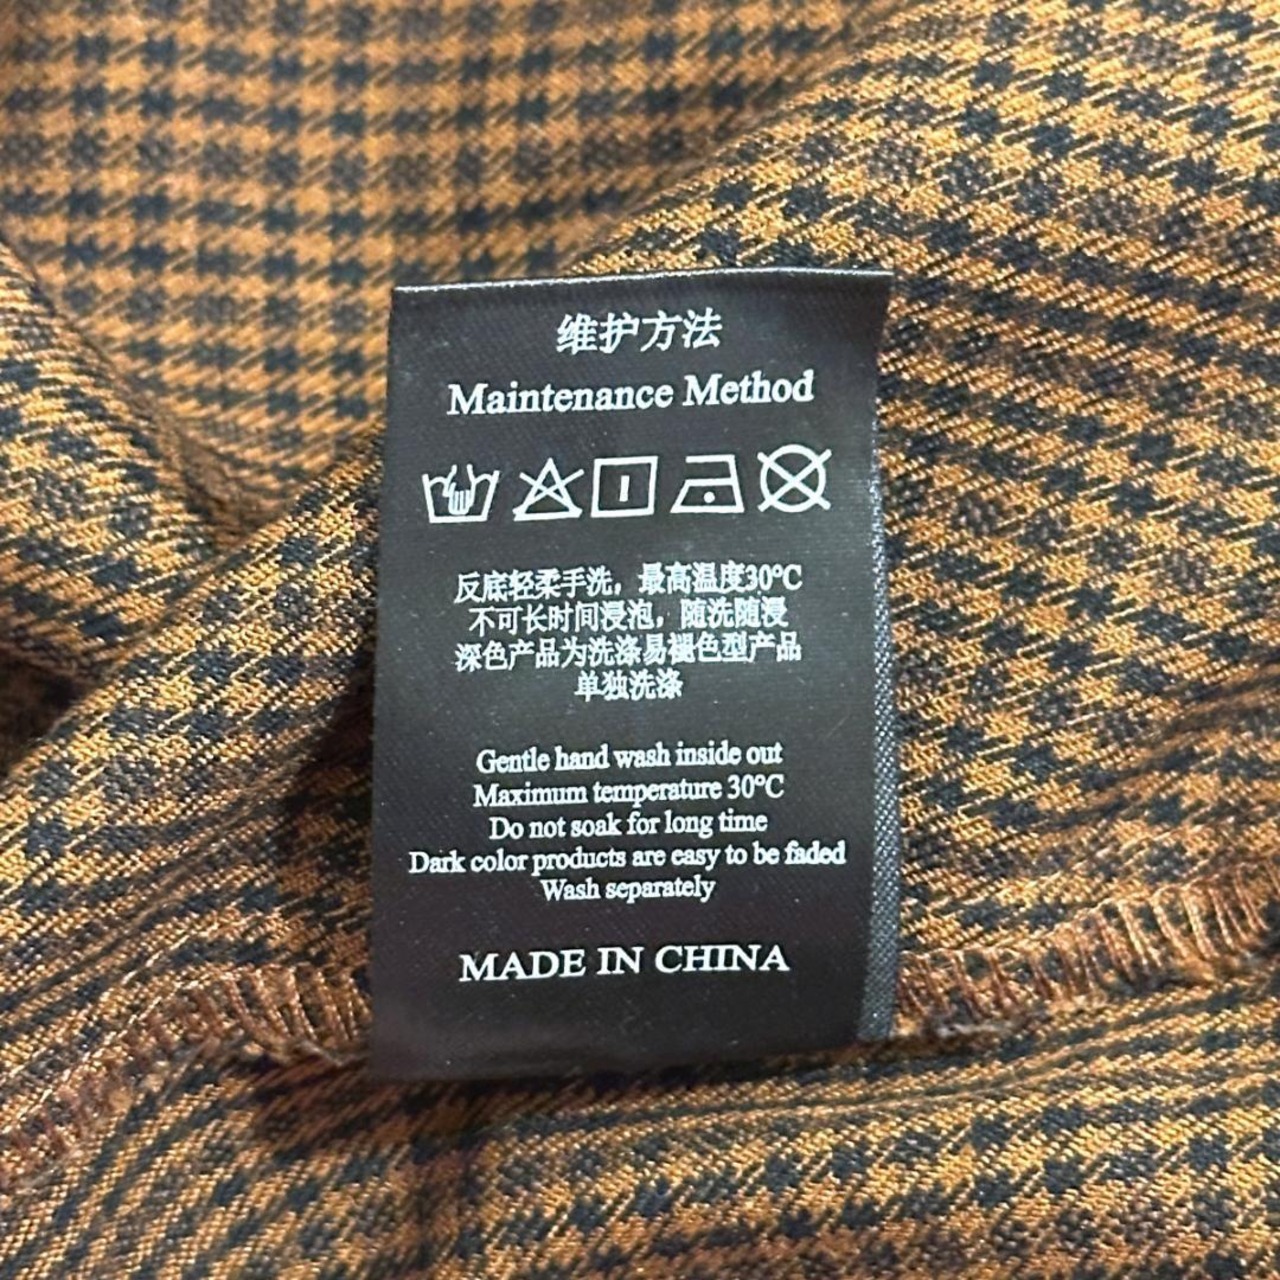 维护方法
Maintenance Method
反底轻柔手洗，最高温度30°C
不可长时间浸泡，随洗随浸
深色产品为洗涤易褪色型产品
单独洗涤
Gentle hand wash inside out
Maximum temperature 30°C
Do not soak for long time
Dark color products are easy to be faded
Wash separately
MADE IN CHINA